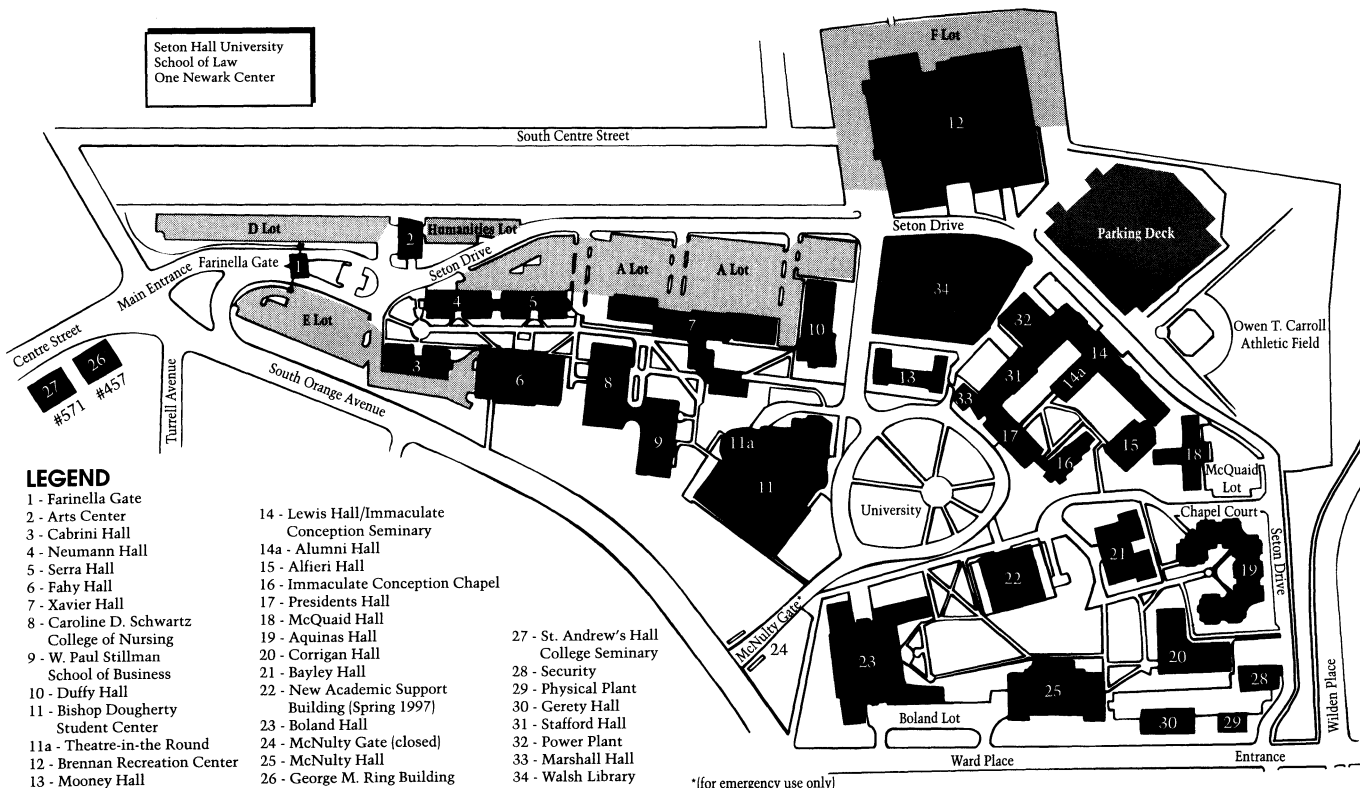 Seton Hall University
School of Law
One Newark Center
F Lot
12
South Centre Street
D Lot
2
Humanities Lot
Seton Drive
Seton Drive
Parking Deck
Farinella Gate
1
Main Entrance
A Lot
A Lot
34
E Lot
4
5
7
10
32
Owen T. Carroll
Athletic Field
Centre Street
27
26
#571
#457
Turrell Avenue
South Orange Avenue
3
6
8
9
13
33
31
14
14a
17
16
15
18
McQuaid
Lot
11a
11
University
Chapel Court
21
19
Seton Drive
22
McNulty Gate*
24
23
20
25
28
30
29
Boland Lot
Ward Place
Entrance
Wilden Place
LEGEND
1 - Farinella Gate
2 - Arts Center
3 - Cabrini Hall
4 - Neumann Hall
5 - Serra Hall
6 - Fahy Hall
7 - Xavier Hall
8 - Caroline D. Schwartz
College of Nursing
9 - W. Paul Stillman
School of Business
10 - Duffy Hall
11 - Bishop Dougherty
Student Center
11a - Theatre-in-the Round
12 - Brennan Recreation Center
13 - Mooney Hall
14 - Lewis Hall/Immaculate
Conception Seminary
14a - Alumni Hall
15 - Alfieri Hall
16 - Immaculate Conception Chapel
17 - Presidents Hall
18 - McQuaid Hall
19 - Aquinas Hall
20 - Corrigan Hall
21 - Bayley Hall
22 - New Academic Support
Building (Spring 1997)
23 - Boland Hall
24 - McNulty Gate (closed)
25 - McNulty Hall
26 - George M. Ring Building
27 - St. Andrew's Hall
College Seminary
28 - Security
29 - Physical Plant
30 - Gerety Hall
31 - Stafford Hall
32 - Power Plant
33 - Marshall Hall
34 - Walsh Library
*(for emergency use only)